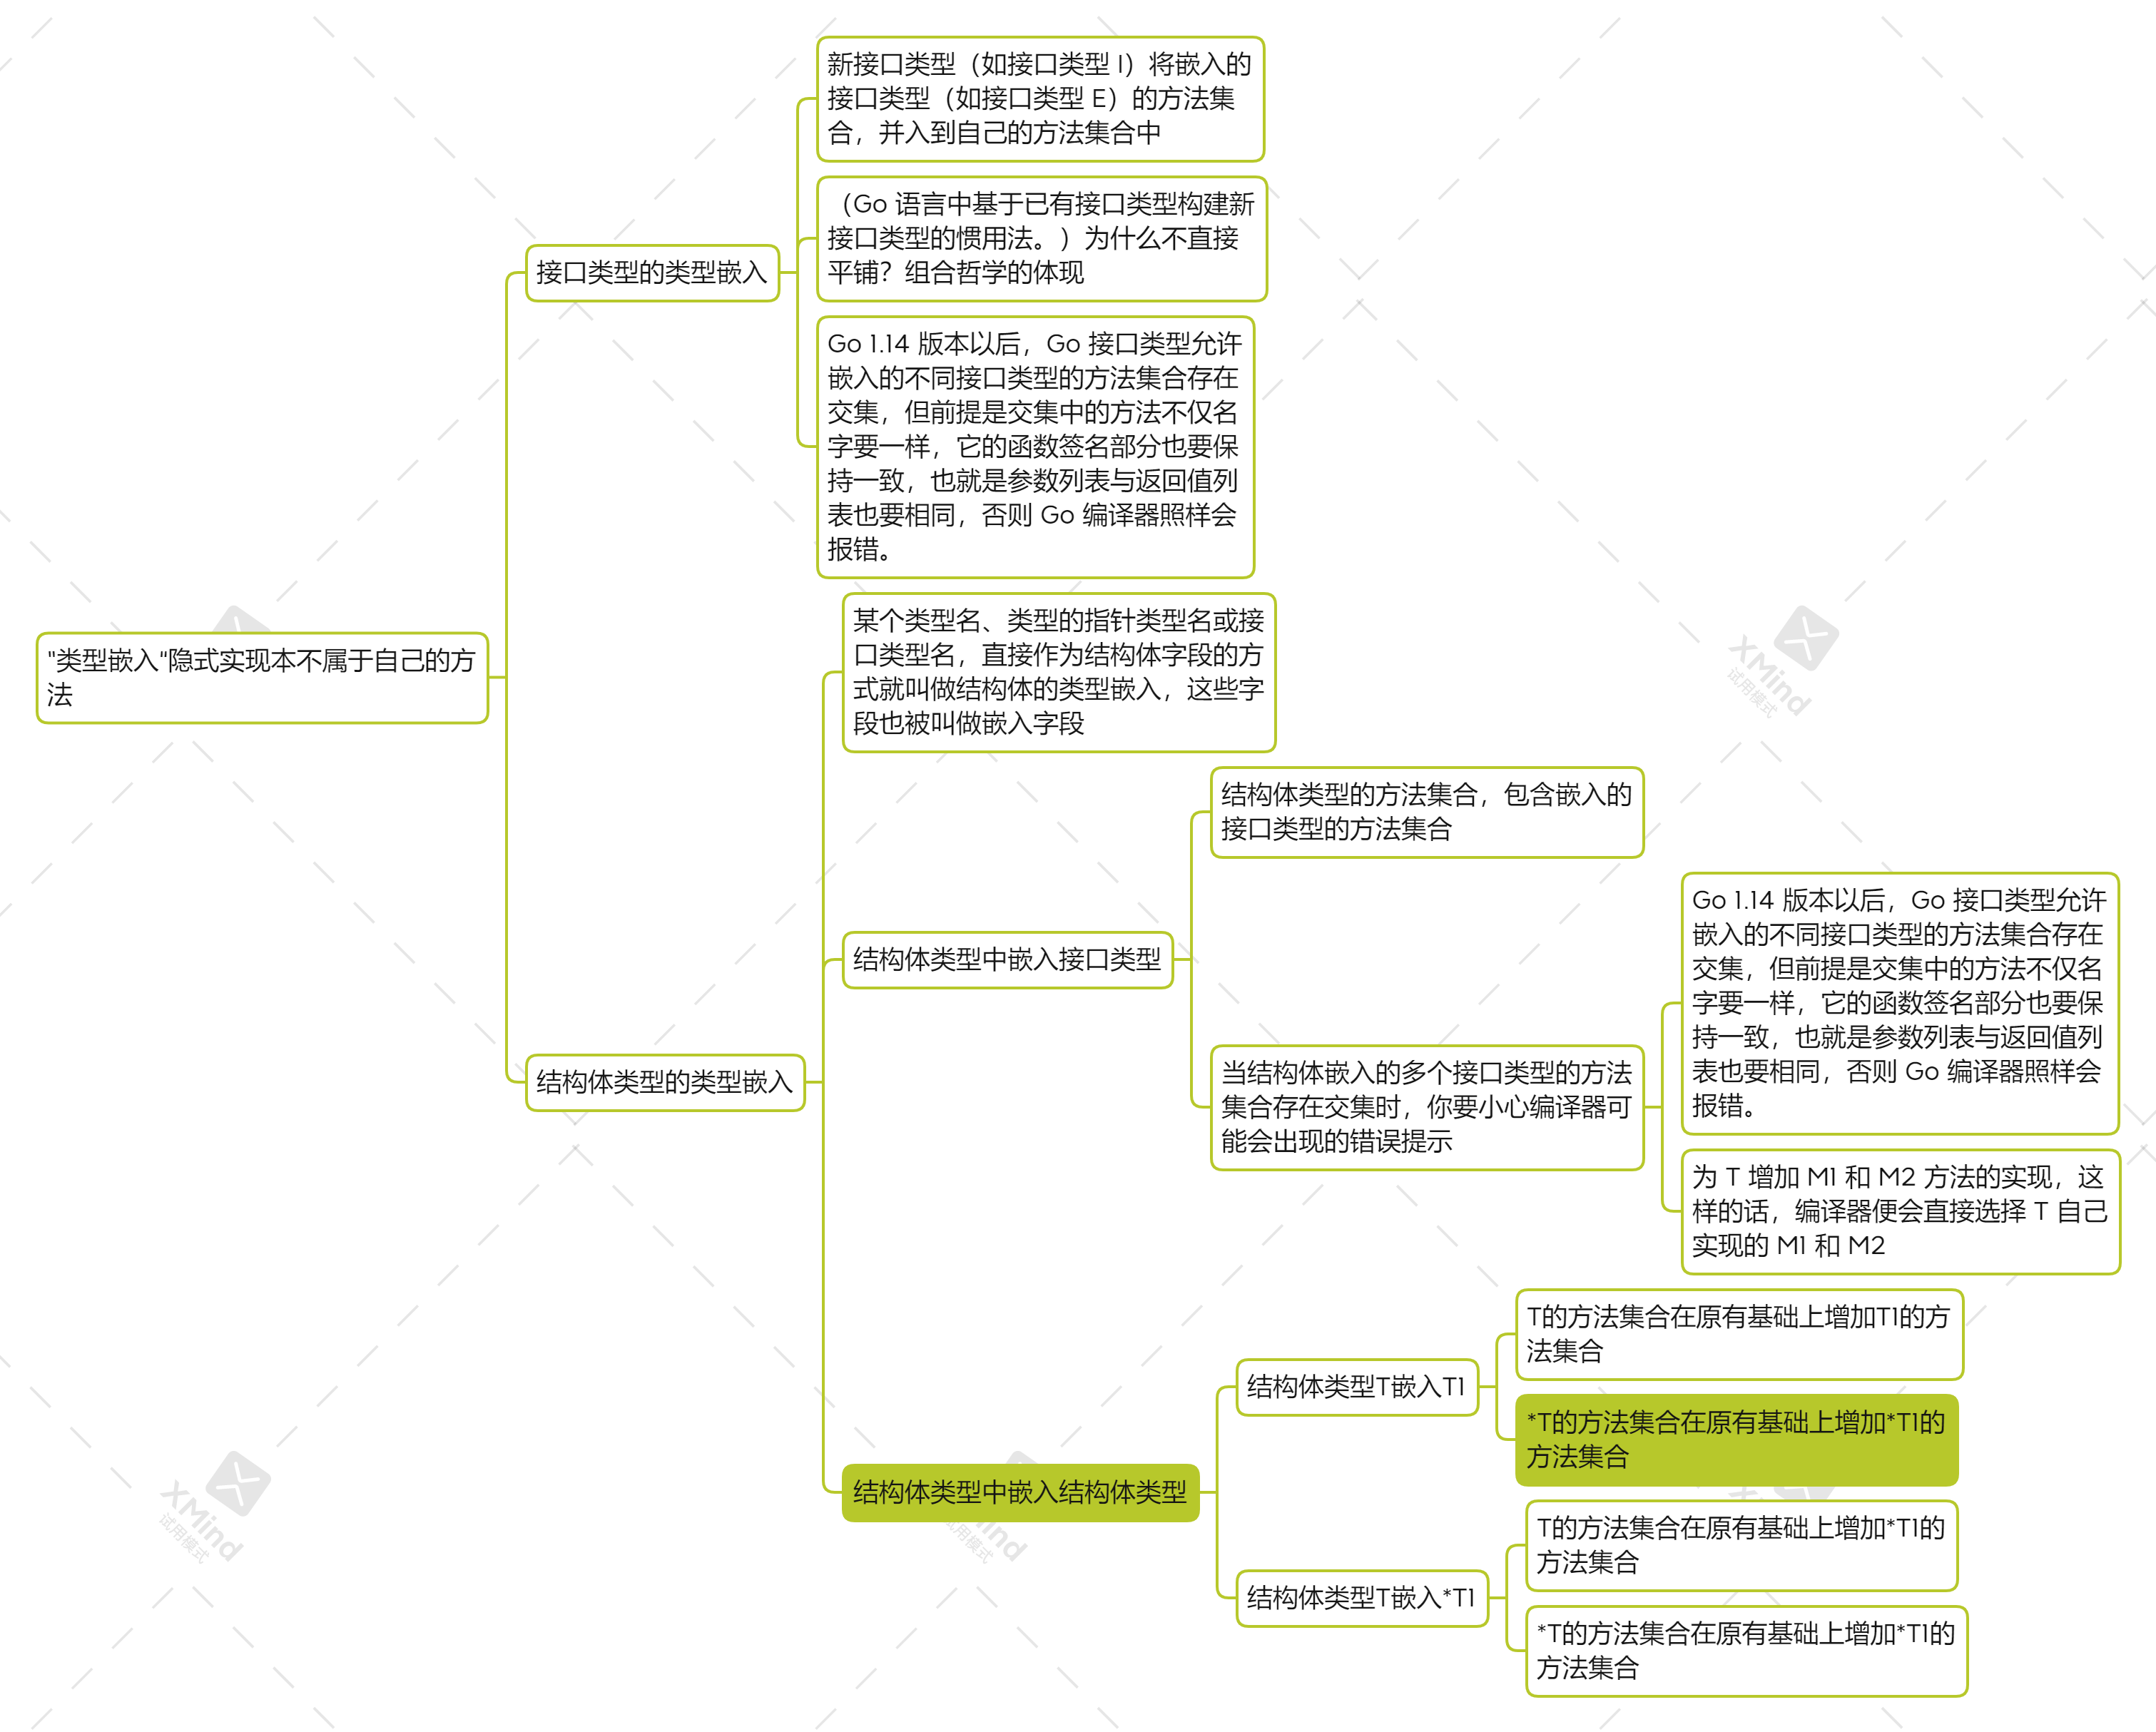 新接口类型（如接口类型 I）将嵌入的
接口类型（如接口类型 E）的方法集
合，并入到自己的方法集合中
（Go 语言中基于已有接口类型构建新
接口类型的惯用法。）为什么不直接
平铺？组合哲学的体现
接口类型的类型嵌入
Go 1.14 版本以后，Go 接口类型允许
嵌入的不同接口类型的方法集合存在
交集，但前提是交集中的方法不仅名
字要一样，它的函数签名部分也要保
持一致，也就是参数列表与返回值列
表也要相同，否则 Go 编译器照样会
报错。
"类型嵌入"隐式实现本不属于自己的方
法
某个类型名、类型的指针类型名或接
口类型名，直接作为结构体字段的方
式就叫做结构体的类型嵌入，这些字
段也被叫做嵌入字段
结构体类型的方法集合，包含嵌入的
接口类型的方法集合
结构体类型中嵌入接口类型
Go 1.14 版本以后，Go 接口类型允许
嵌入的不同接口类型的方法集合存在
交集，但前提是交集中的方法不仅名
字要一样，它的函数签名部分也要保
持一致，也就是参数列表与返回值列
表也要相同，否则 Go 编译器照样会
报错。
结构体类型的类型嵌入
当结构体嵌入的多个接口类型的方法
集合存在交集时，你要小心编译器可
能会出现的错误提示
为 T 增加 M1 和 M2 方法的实现，这
样的话，编译器便会直接选择 T 自己
实现的 M1 和 M2
T的方法集合在原有基础上增加T1的方
法集合
结构体类型T嵌入T1
*T的方法集合在原有基础上增加*T1的
方法集合
结构体类型中嵌入结构体类型
T的方法集合在原有基础上增加*T1的
方法集合
结构体类型T嵌入*T1
*T的方法集合在原有基础上增加*T1的
方法集合
XMind
试用模式
XMind
试用模式